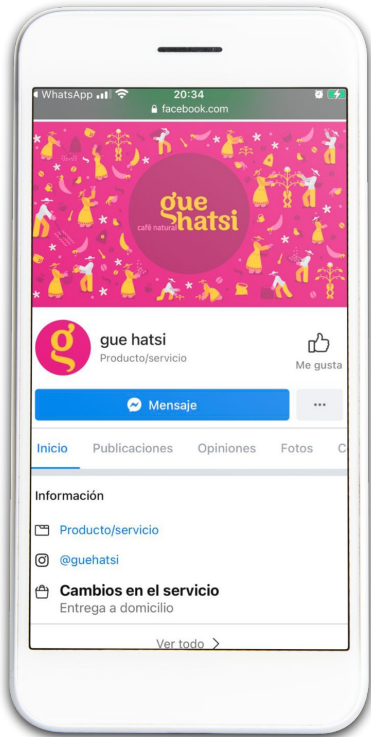 WhatsApp 20:34
facebook.com
gue
café natural hatsi
g
gue hatsi
Producto/servicio
Me gusta
Mensaje
Inicio Publicaciones Opiniones Fotos C
Información
Producto/servicio
@guehatsi
Cambios en el servicio
Entrega a domicilio
Ver todo